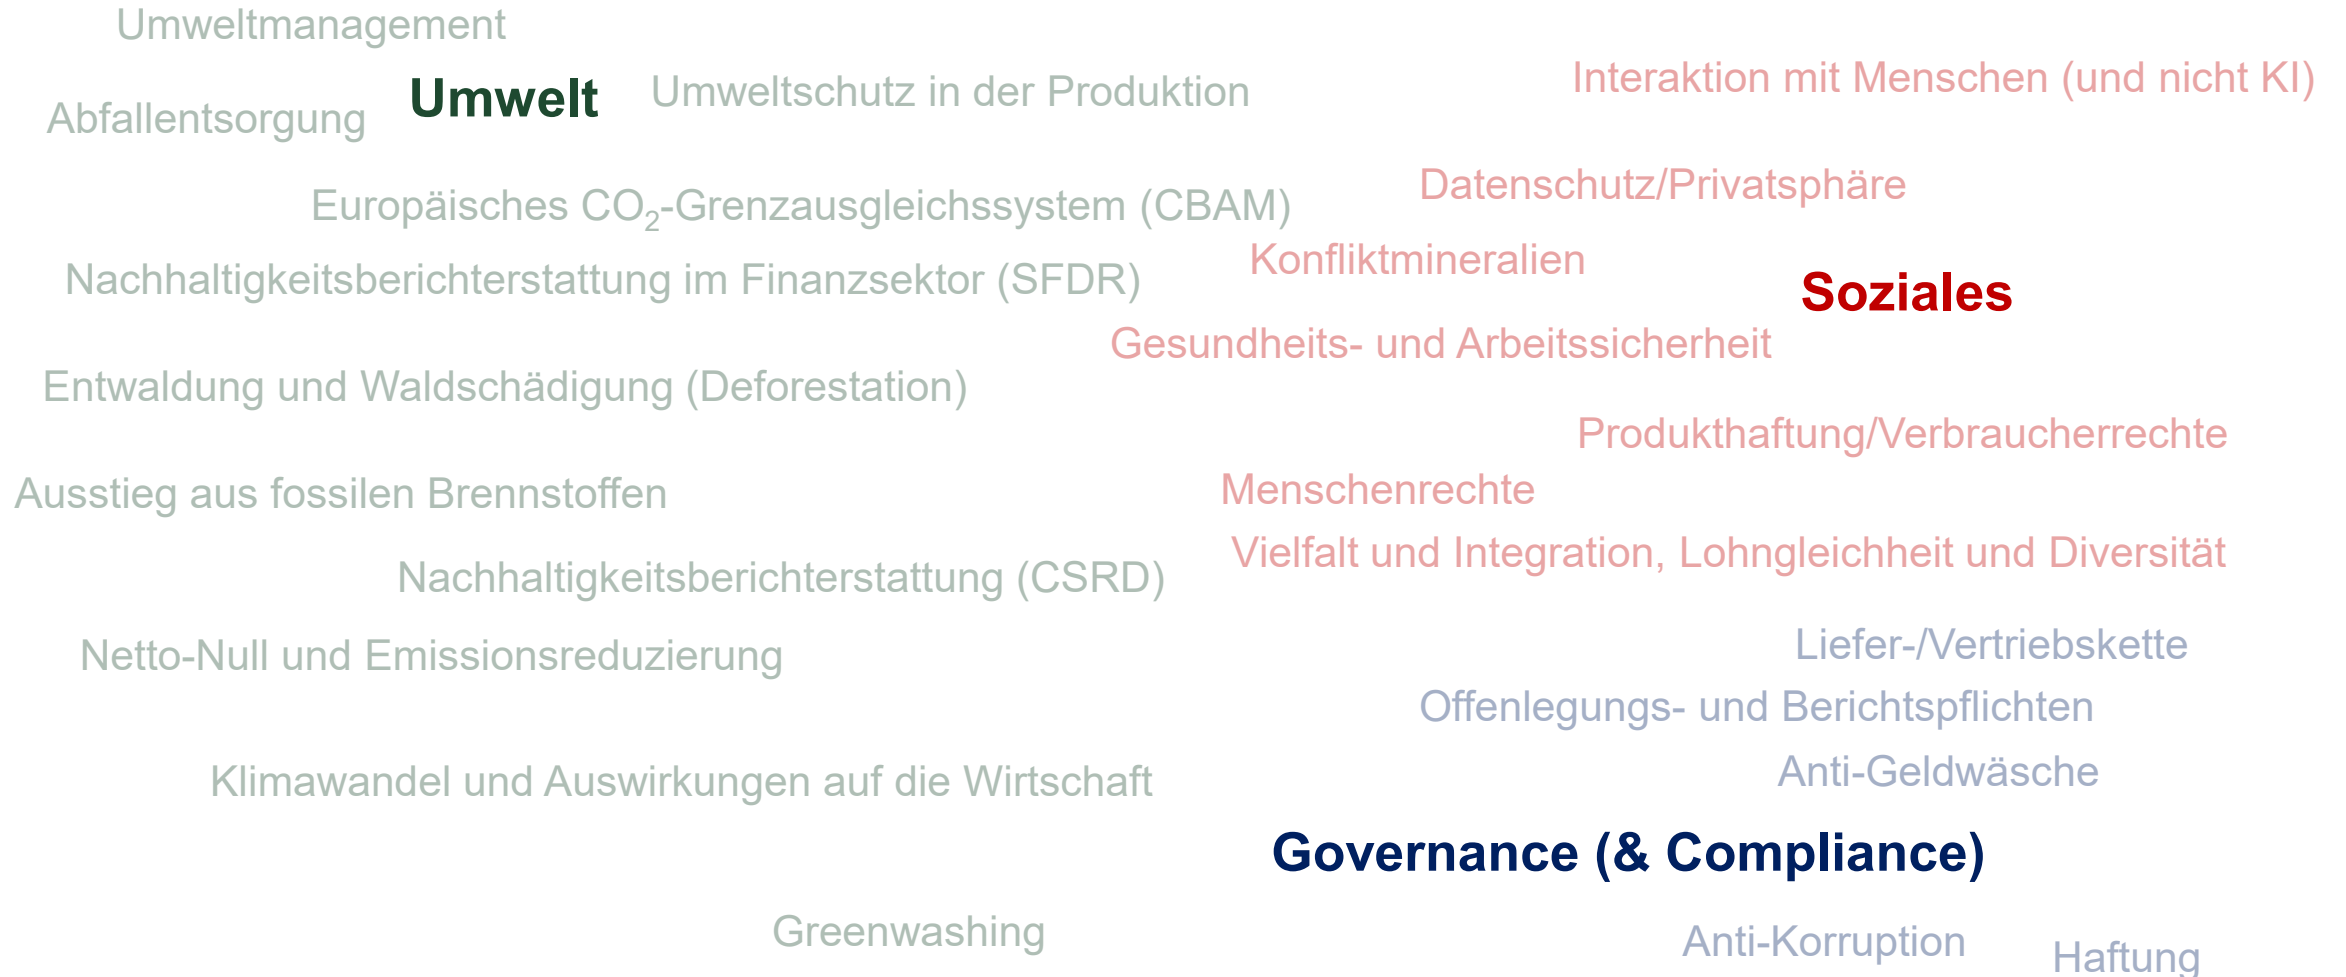 Umweltmanagement
Umwelt
Umweltschutz in der Produktion
Abfallentsorgung
Europäisches CO₂-Grenzausgleichssystem (CBAM)
Nachhaltigkeitsberichterstattung im Finanzsektor (SFDR)
Entwaldung und Waldschädigung (Deforestation)
Ausstieg aus fossilen Brennstoffen
Nachhaltigkeitsberichterstattung (CSRD)
Netto-Null und Emissionsreduzierung
Klimawandel und Auswirkungen auf die Wirtschaft
Greenwashing
Interaktion mit Menschen (und nicht KI)
Datenschutz/Privatsphäre
Konfliktmineralien
Soziales
Gesundheits- und Arbeitssicherheit
Produkthaftung/Verbraucherrechte
Menschenrechte
Vielfalt und Integration, Lohngleichheit und Diversität
Liefer-/Vertriebskette
Offenlegungs- und Berichtspflichten
Anti-Geldwäsche
Governance (& Compliance)
Anti-Korruption
Haftung